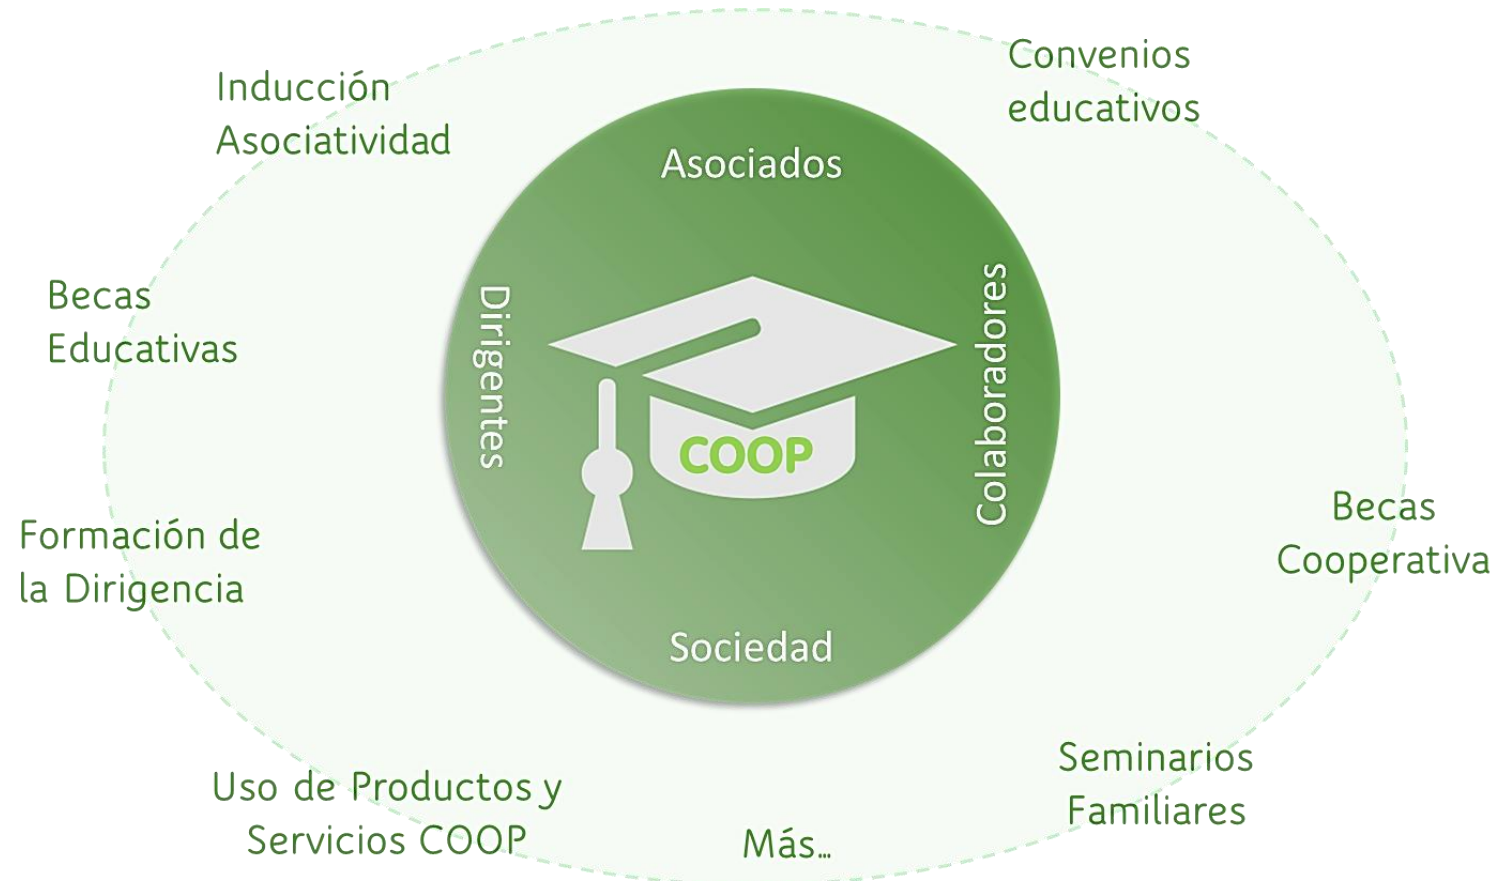 Convenios
educativos
Inducción
Asociatividad
Asociados
Becas
Educativas
Dirigentes
Colaboradores
COOP
Becas
Cooperativa
Formación de
la Dirigencia
Sociedad
Seminarios
Familiares
Uso de Productos y
Servicios COOP
Más...